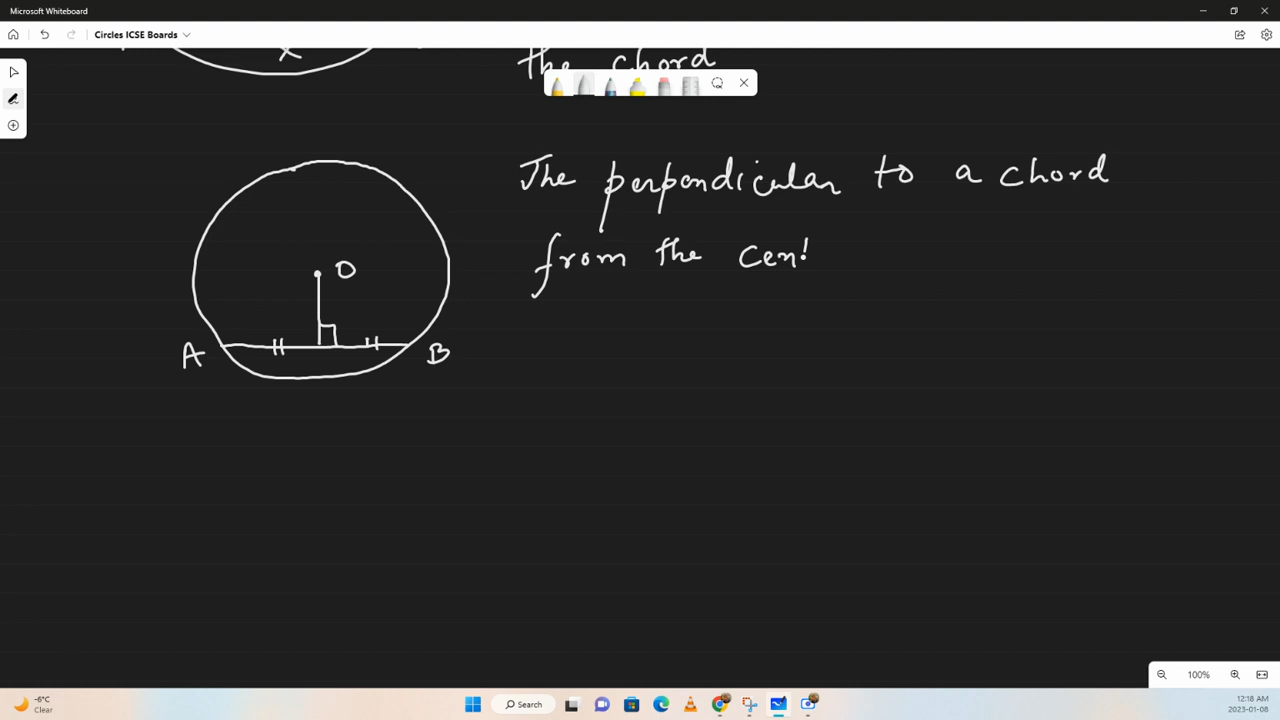 Microsoft Whiteboard
Circles ICSE Boards
the chord
The perpendicular to a chord
from the cen
O
A
B
100%
-6°C
Clear
Search
12:18 AM
2023-01-08